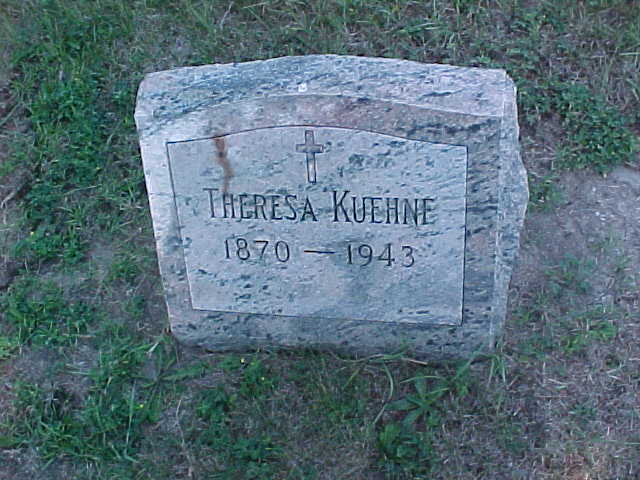 THERESA KUEHNE
1870 — 1943